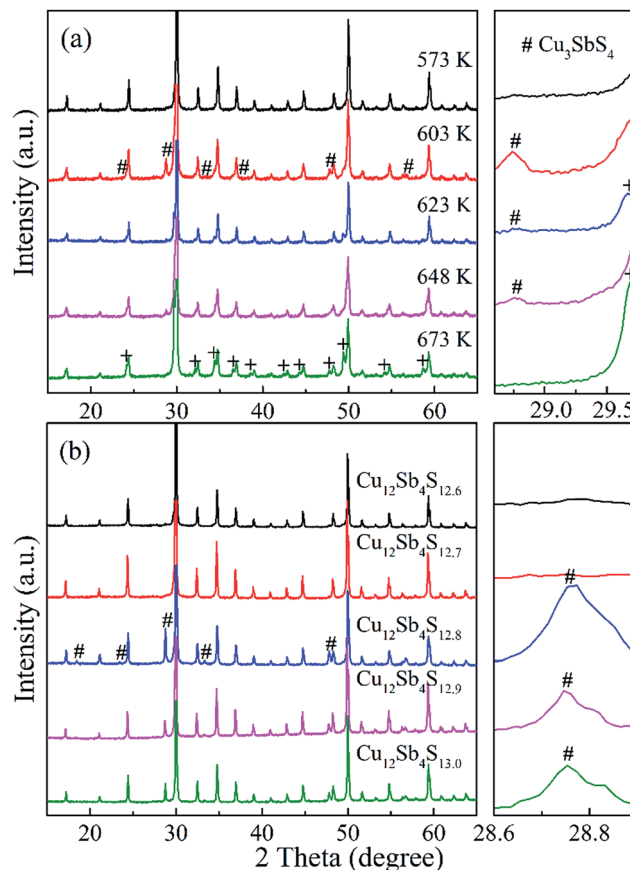 (a)
573 K
# Cu₃SbS₄
603 K
# # # # # #
#
623 K
#
+
648 K
#
673 K
+ + + + + + + + + + +
Intensity (a.u.)
15 20 30 40 50 60
29.0 29.5
(b)
Cu₁₂Sb₄S₁₂.₆
Cu₁₂Sb₄S₁₂.₇
Cu₁₂Sb₄S₁₂.₈
# # # # # #
#
Cu₁₂Sb₄S₁₂.₉
#
Cu₁₂Sb₄S₁₃.₀
#
Intensity (a.u.)
15 20 30 40 50 60
28.6 28.8
2 Theta (degree)